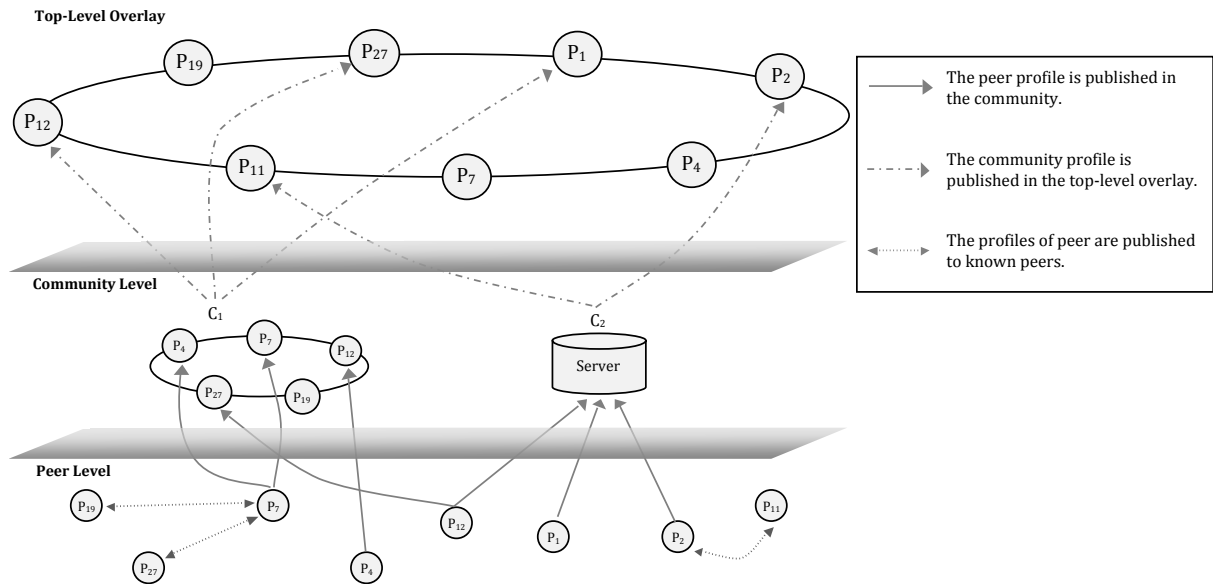 Top-Level Overlay
P₁₉
P₂₇
P₁
P₂
P₁₂
P₁₁
P₇
P₄
The peer profile is published in
the community.
The community profile is
published in the top-level overlay.
The profiles of peer are published
to known peers.
Community Level
C₁
C₂
P₄
P₇
P₁₂
P₂₇
P₁₉
Server
Peer Level
P₁₉
P₇
P₂₇
P₄
P₁₂
P₁
P₂
P₁₁